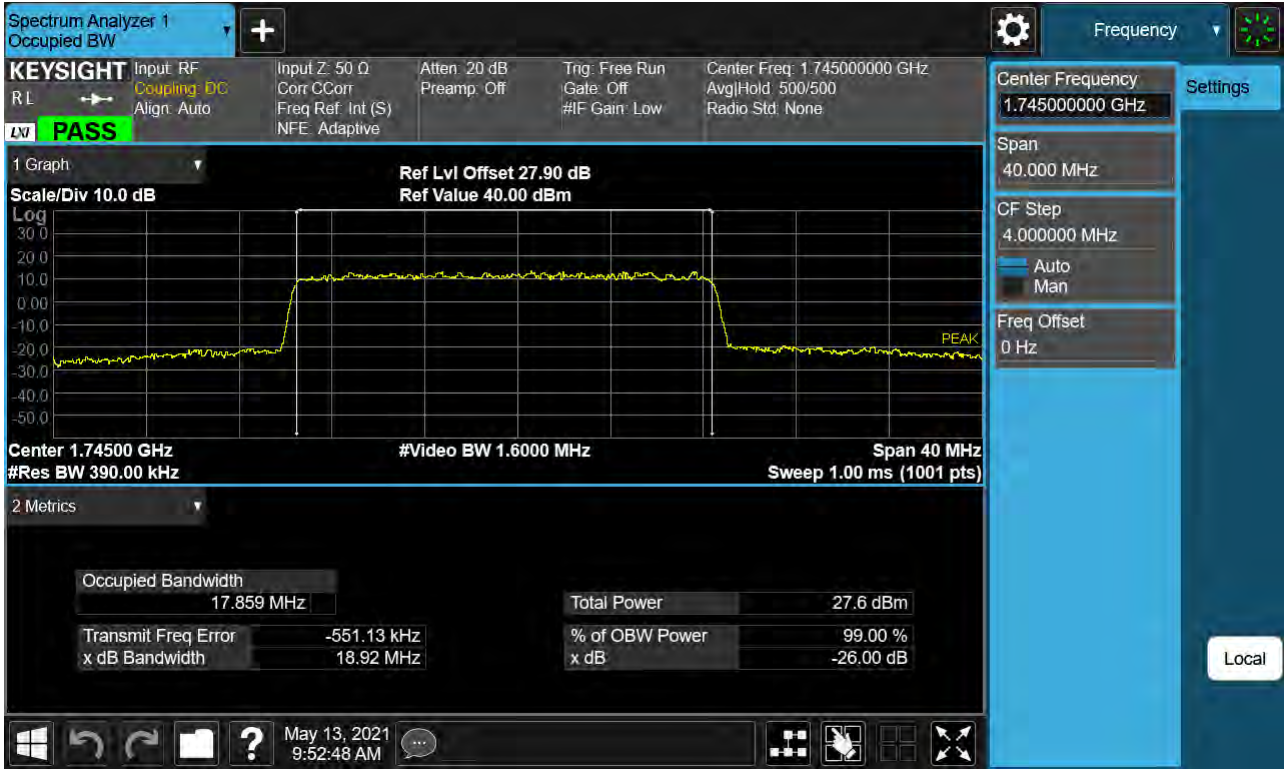 Spectrum Analyzer 1
Occupied BW
+
Frequency
KEYSIGHT
RL
LXI PASS
Input: RF
Coupling: DC
Align: Auto
Input Z: 50 Ω
Corr CCorr
Freq Ref: Int (S)
NFE: Adaptive
Atten: 20 dB
Preamp: Off
Trig: Free Run
Gate: Off
#IF Gain: Low
Center Freq: 1.745000000 GHz
Avg|Hold: 500/500
Radio Std: None
Center Frequency
1.745000000 GHz
Settings
Span
40.000 MHz
CF Step
4.000000 MHz
Auto
Man
Freq Offset
0 Hz
Local
1 Graph
Scale/Div 10.0 dB
Ref Lvl Offset 27.90 dB
Ref Value 40.00 dBm
Log
30.0
20.0
10.0
0.00
-10.0
-20.0
-30.0
-40.0
-50.0
PEAK
Center 1.74500 GHz
#Video BW 1.6000 MHz
Span 40 MHz
#Res BW 390.00 kHz
Sweep 1.00 ms (1001 pts)
2 Metrics
Occupied Bandwidth
17.859 MHz
Total Power 27.6 dBm
Transmit Freq Error -551.13 kHz
% of OBW Power 99.00 %
x dB Bandwidth 18.92 MHz
x dB -26.00 dB
?
May 13, 2021
9:52:48 AM